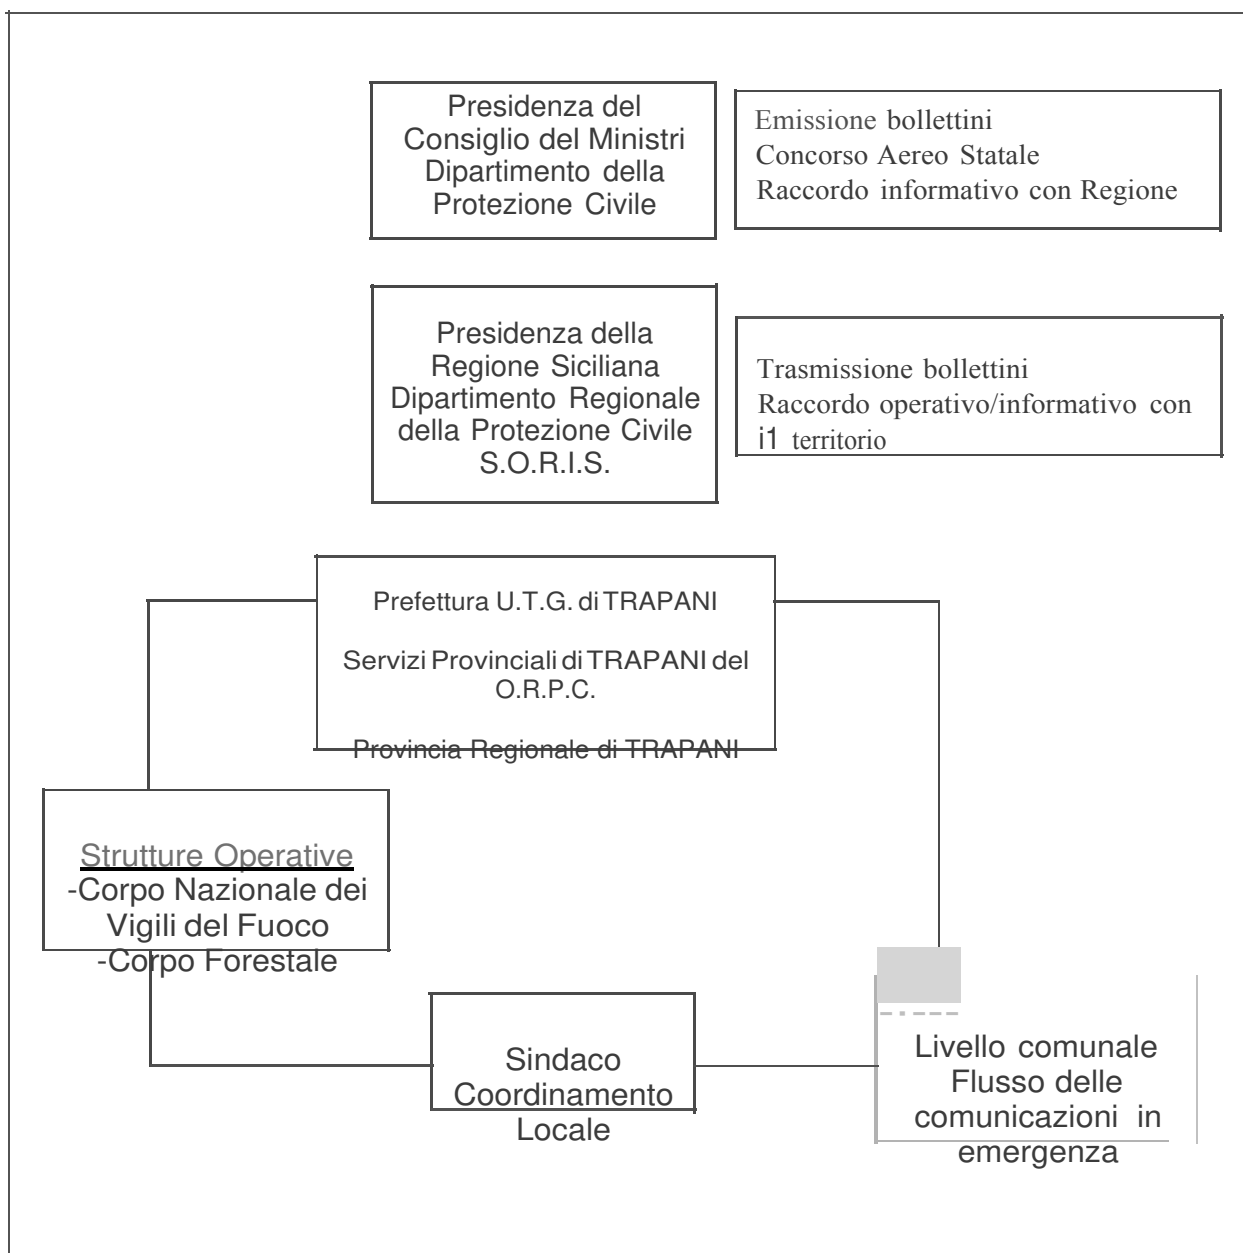 Presidenza del
Consiglio del Ministri
Dipartimento della
Protezione Civile
Emissione bollettini
Concorso Aereo Statale
Raccordo informativo con Regione
Presidenza della
Regione Siciliana
Dipartimento Regionale
della Protezione Civile
S.O.R.I.S.
Trasmissione bollettini
Raccordo operativo/informativo con
i1 territorio
Prefettura U.T.G. di TRAPANI
Servizi Provinciali di TRAPANI del
O.R.P.C.
Provincia Regionale di TRAPANI
Strutture Operative
-Corpo Nazionale dei
Vigili del Fuoco
-Corpo Forestale
Sindaco
Coordinamento
Locale
Livello comunale
Flusso delle
comunicazioni in
emergenza